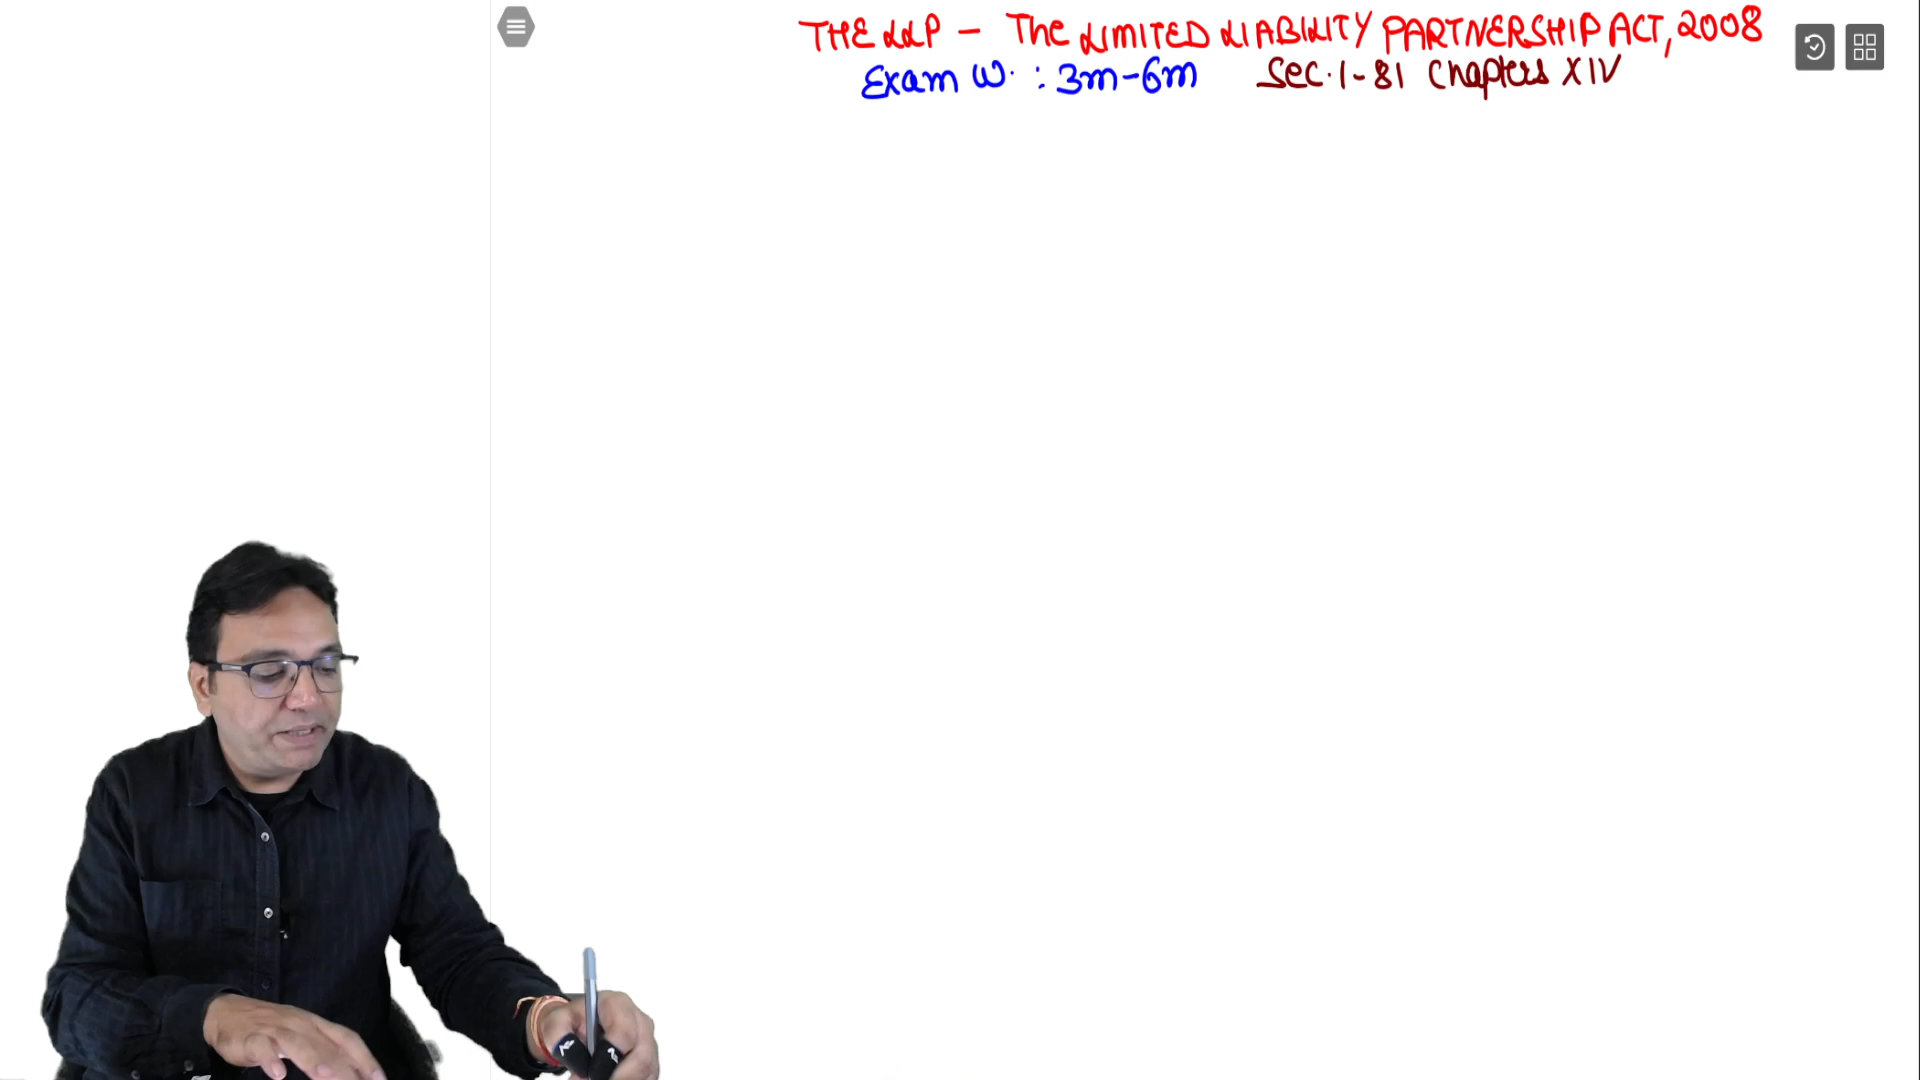 THE LLP - The LIMITED LIABILITY PARTNERSHIP ACT, 2008
Exam W. : 3m-6m Sec. 1-81 Chapters XIV